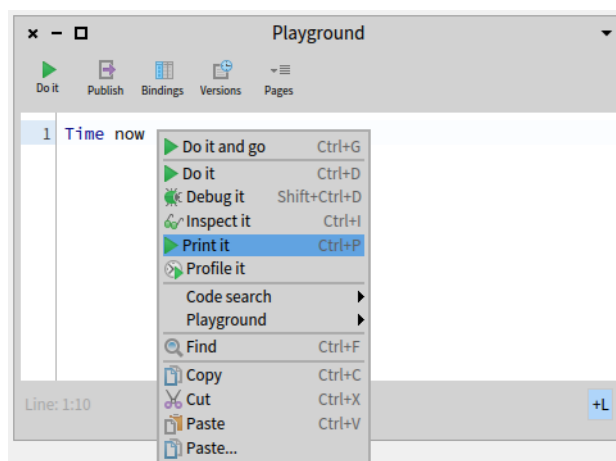 Playground
Do it Publish Bindings Versions Pages
1 Time now
Do it and go Ctrl+G
Do it Ctrl+D
Debug it Shift+Ctrl+D
Inspect it Ctrl+I
Print it Ctrl+P
Profile it
Code search
Playground
Find Ctrl+F
Copy Ctrl+C
Cut Ctrl+X
Paste Ctrl+V
Paste...
Line: 1:10 +L